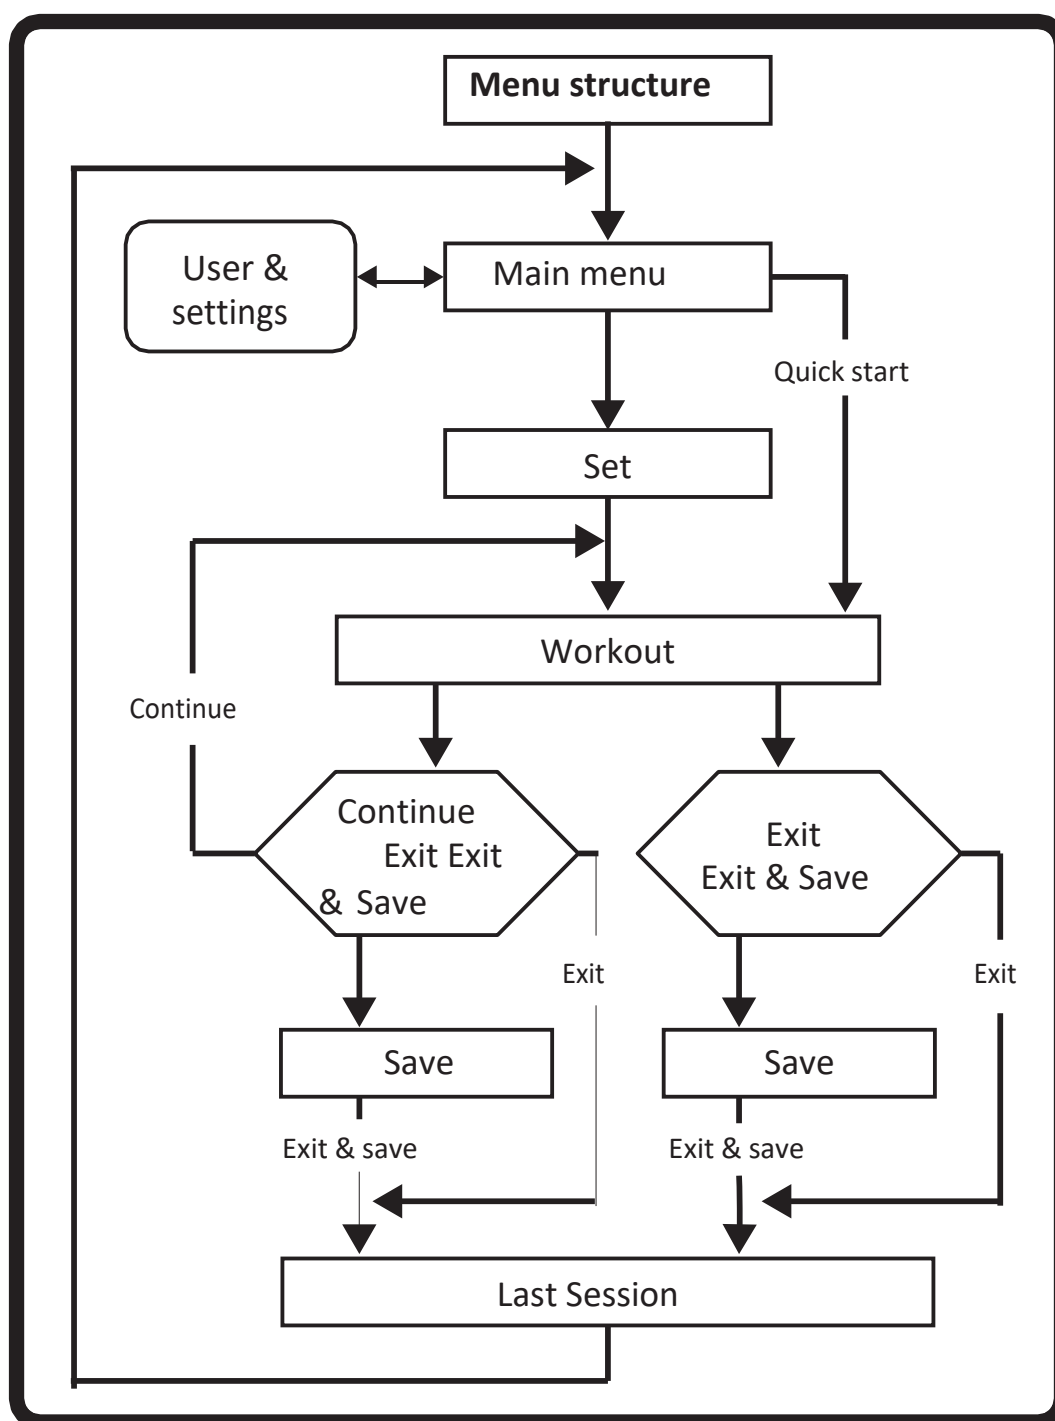 Menu structure
User &
settings
Main menu
Quick start
Set
Workout
Continue
Continue
Exit Exit
& Save
Exit
Exit & Save
Exit
Exit
Save
Save
Exit & save
Exit & save
Last Session